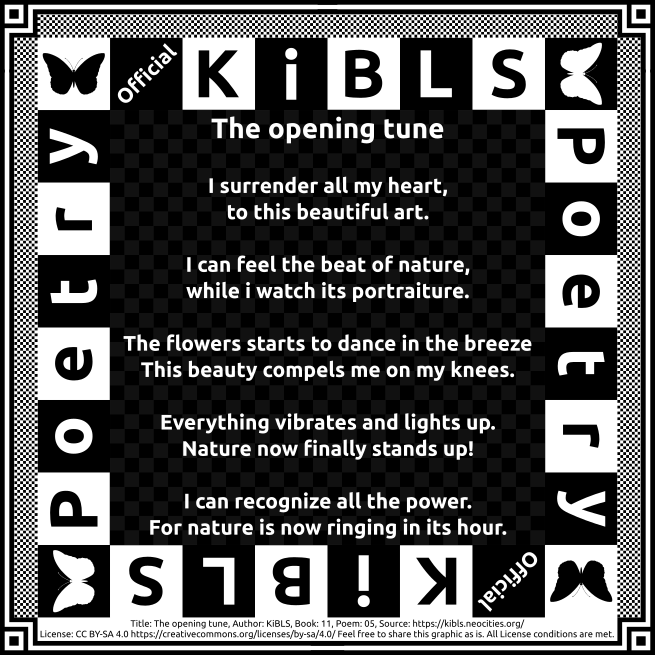 Official KiBLS
Poetry
Poetry
The opening tune
I surrender all my heart,
to this beautiful art.
I can feel the beat of nature,
while i watch its portraiture.
The flowers starts to dance in the breeze
This beauty compels me on my knees.
Everything vibrates and lights up.
Nature now finally stands up!
I can recognize all the power.
For nature is now ringing in its hour.
Official KiBLS
Title: The opening tune, Author: KiBLS, Book: 11, Poem: 05, Source: https://kibls.neocities.org/
License: CC BY-SA 4.0 https://creativecommons.org/licenses/by-sa/4.0/ Feel free to share this graphic as is. All License conditions are met.